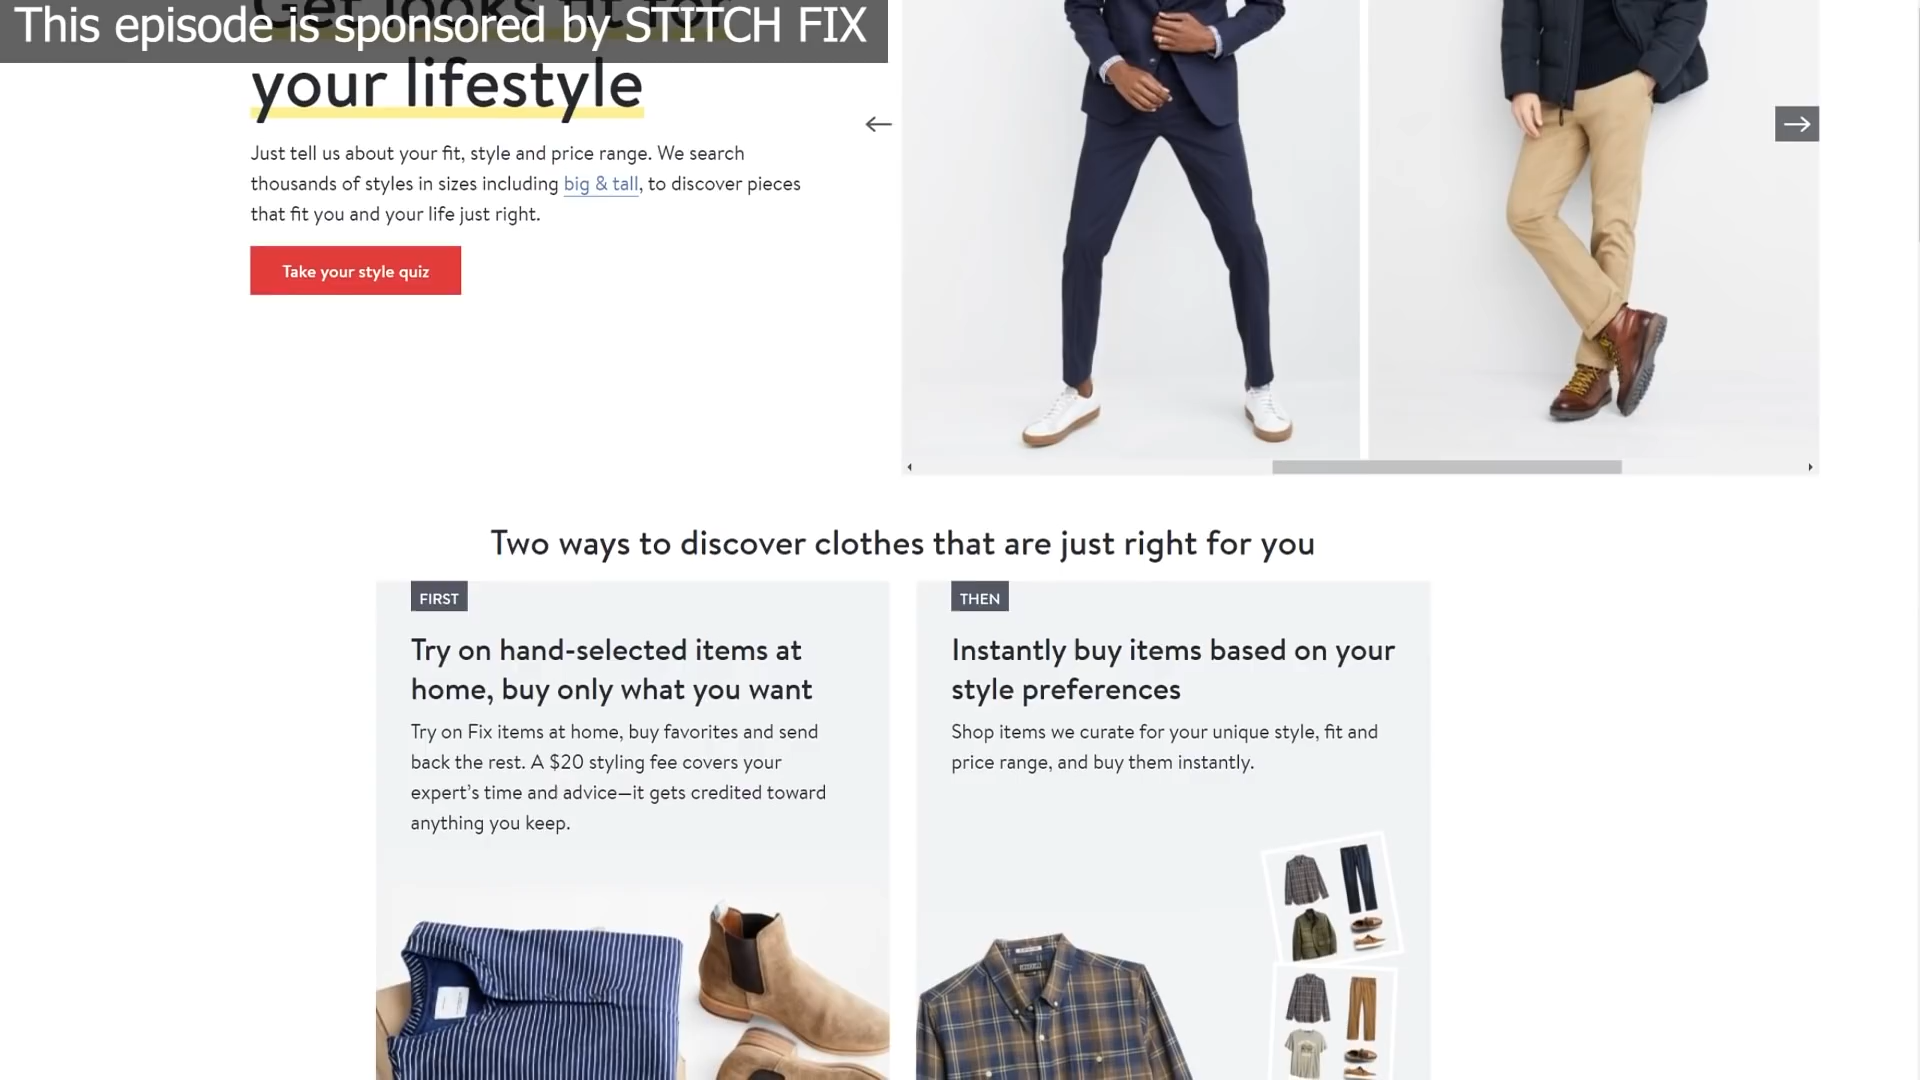 This episode is sponsored by STITCH FIX
Get looks fit for
your lifestyle
Just tell us about your fit, style and price range. We search
thousands of styles in sizes including big & tall, to discover pieces
that fit you and your life just right.
Take your style quiz
Two ways to discover clothes that are just right for you
FIRST
Try on hand-selected items at
home, buy only what you want
Try on Fix items at home, buy favorites and send
back the rest. A $20 styling fee covers your
expert’s time and advice—it gets credited toward
anything you keep.
THEN
Instantly buy items based on your
style preferences
Shop items we curate for your unique style, fit and
price range, and buy them instantly.